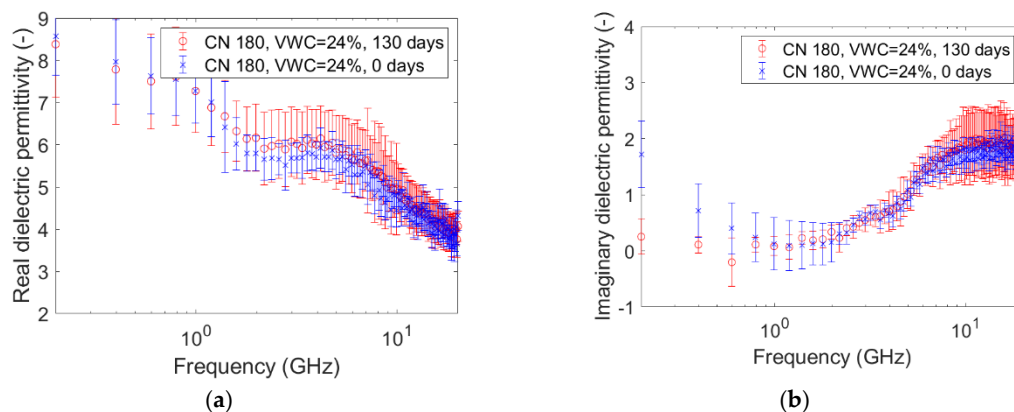 Real dielectric permittivity (-)
9
8
7
6
5
4
3
2
CN 180, VWC=24%, 130 days
CN 180, VWC=24%, 0 days
10⁰
10¹
Frequency (GHz)
(a)
Imaginary dielectric permittivity (-)
4
3
2
1
0
-1
CN 180, VWC=24%, 130 days
CN 180, VWC=24%, 0 days
10⁰
10¹
Frequency (GHz)
(b)